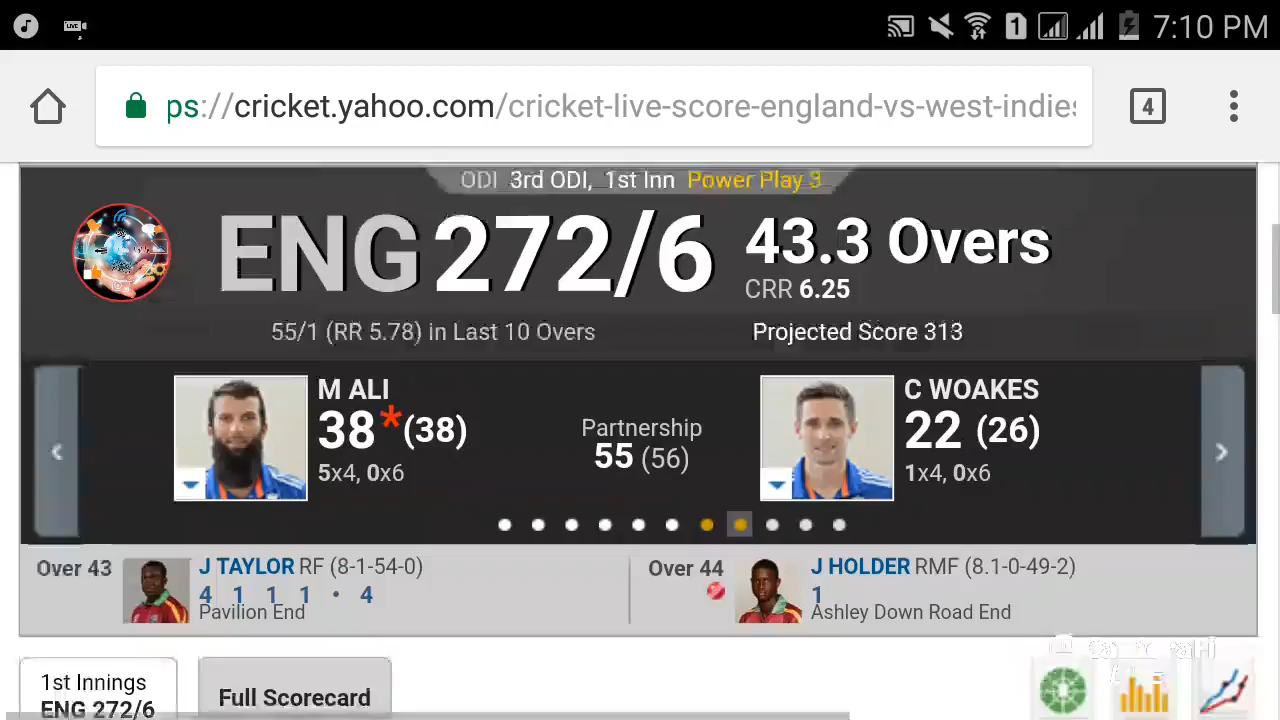 LIVE
1
7:10 PM
ps://cricket.yahoo.com/cricket-live-score-england-vs-west-indies
4
ODI 3rd ODI, 1st Inn Power Play 3
ENG 272/6 43.3 Overs
CRR 6.25
55/1 (RR 5.78) in Last 10 Overs Projected Score 313
M ALI
38*(38)
5x4, 0x6
Partnership
55 (56)
C WOAKES
22 (26)
1x4, 0x6
Over 43
J TAYLOR RF (8-1-54-0)
4 1 1 1 • 4
Pavilion End
Over 44
J HOLDER RMF (8.1-0-49-2)
1
Ashley Down Road End
1st Innings
ENG 272/6
Full Scorecard